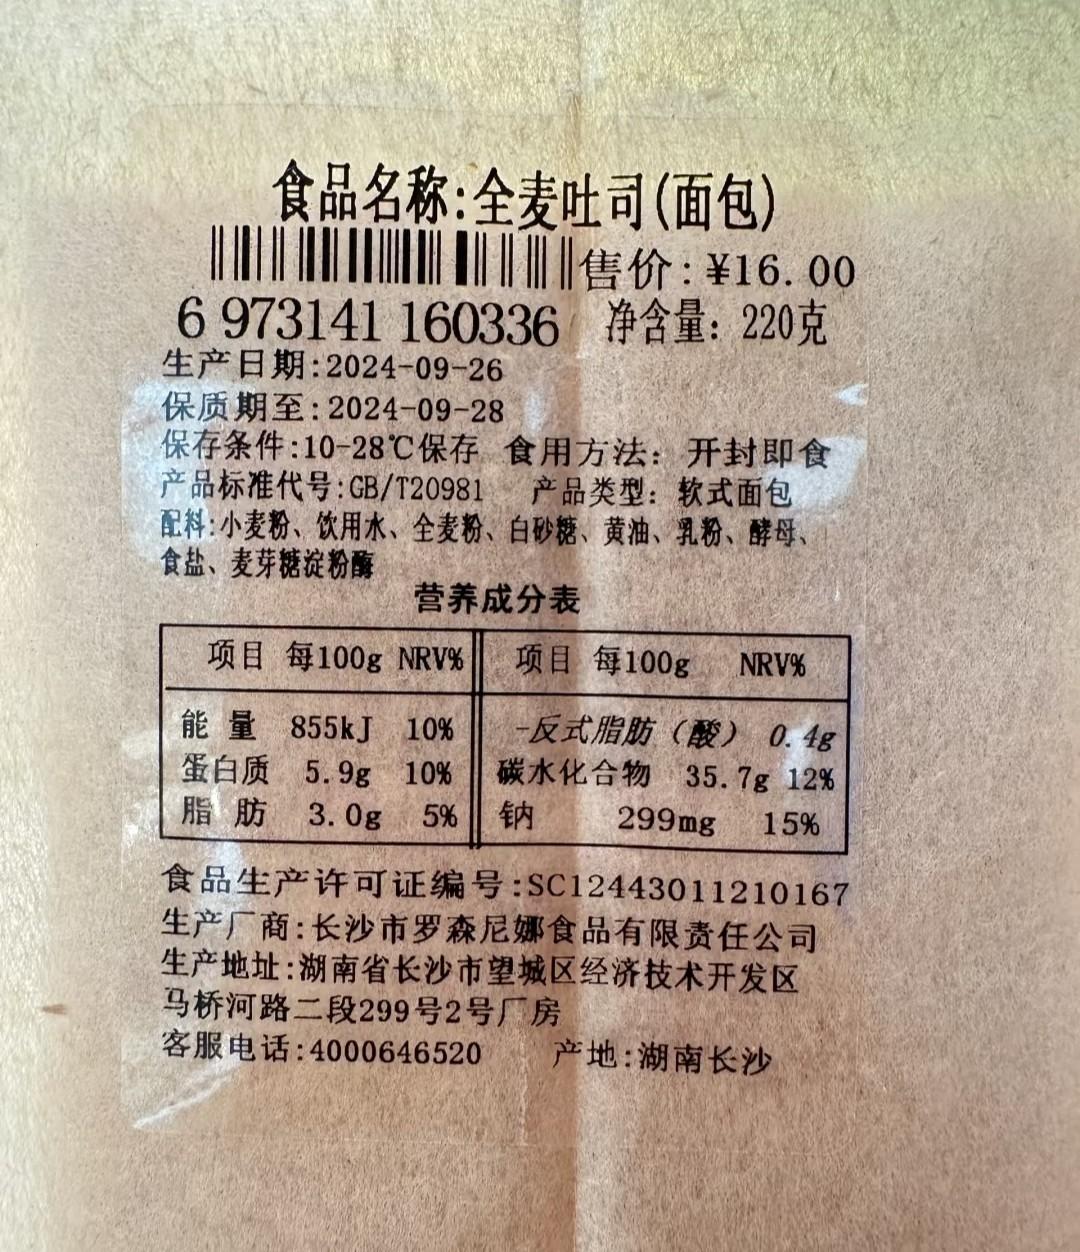 食品名称:全麦吐司(面包)
售价:¥16.00
6 973141 160336 净含量: 220克
生产日期:2024-09-26
保质期至:2024-09-28
保存条件:10-28℃保存 食用方法: 开封即食
产品标准代号:GB/T20981 产品类型: 软式面包
配料:小麦粉、饮用水、全麦粉、白砂糖、黄油、乳粉、酵母、
食盐、麦芽糖淀粉酶
营养成分表
项目 每100g NRV% 项目 每100g NRV%
能 量 855kJ 10% -反式脂肪（酸） 0.4g
蛋白质 5.9g 10% 碳水化合物 35.7g 12%
脂 肪 3.0g 5% 钠 299mg 15%
食品生产许可证编号:SC12443011210167
生产厂商:长沙市罗森尼娜食品有限责任公司
生产地址:湖南省长沙市望城区经济技术开发区
马桥河路二段299号2号厂房
客服电话:4000646520 产地:湖南长沙